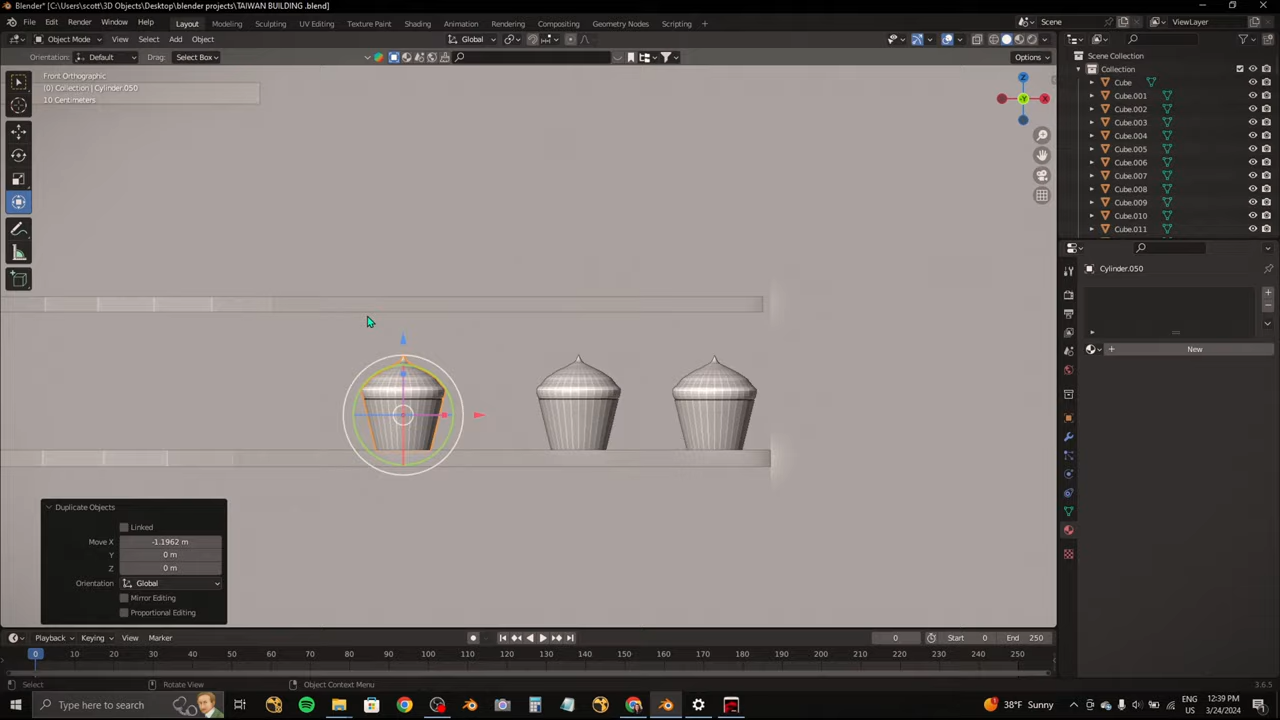 Blender* [C:\Users\scott\3D Objects\Desktop\blender projects\TAIWAN BUILDING .blend]
File Edit Render Window Help Layout Modeling Sculpting UV Editing Texture Paint Shading Animation Rendering Compositing Geometry Nodes Scripting + Scene ViewLayer
Object Mode View Select Add Object Global
Orientation: Default Drag: Select Box Options
Front Orthographic
(0) Collection | Cylinder.050
10 Centimeters
Z
-Y
X
Scene Collection
Collection
Cube
Cube.001
Cube.002
Cube.003
Cube.004
Cube.005
Cube.006
Cube.007
Cube.008
Cube.009
Cube.010
Cube.011
Cylinder.050
+ New
Duplicate Objects
Linked
Move X -1.1962 m
Y 0 m
Z 0 m
Orientation Global
Mirror Editing
Proportional Editing
Playback Keying View Marker 0 Start 0 End 250
0 10 20 30 40 50 60 70 80 90 100 110 120 130 140 150 160 170 180 190 200 210 220 230 240 250
Select Rotate View Object Context Menu 3.6.5
Type here to search
38°F Sunny
ENG
US
12:39 PM
3/24/2024